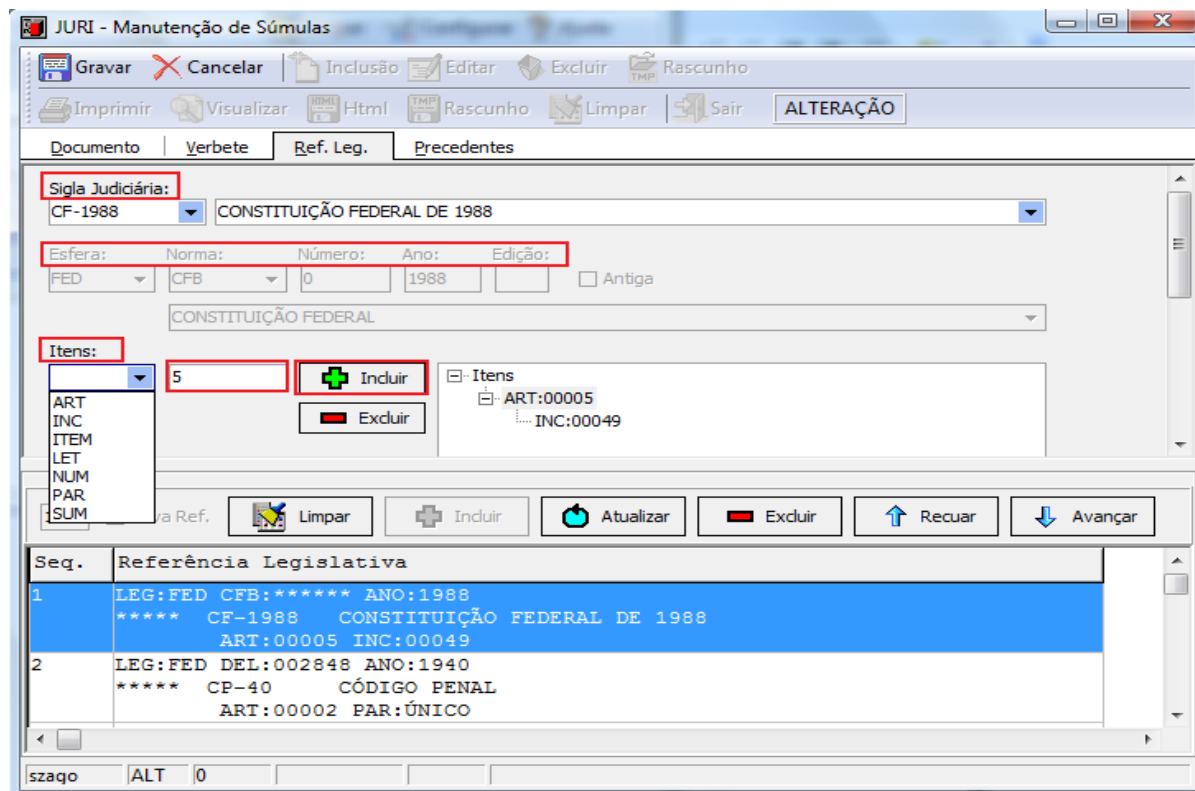 JURI - Manutenção de Súmulas
Gravar Cancelar Inclusão Editar Excluir Rascunho
Imprimir Visualizar Html Rascunho Limpar Sair ALTERAÇÃO
Documento Verbete Ref. Leg. Precedentes
Sigla Judiciária:
CF-1988 CONSTITUIÇÃO FEDERAL DE 1988
Esfera: Norma: Número: Ano: Edição:
FED CFB 0 1988 Antiga
CONSTITUIÇÃO FEDERAL
Itens:
5 Incluir
Excluir
Itens
ART:00005
INC:00049
ART
INC
ITEM
LET
NUM
PAR
SUM
va Ref. Limpar Incluir Atualizar Excluir Recuar Avançar
Seq. Referência Legislativa
1 LEG:FED CFB:****** ANO:1988
***** CF-1988 CONSTITUIÇÃO FEDERAL DE 1988
ART:00005 INC:00049
2 LEG:FED DEL:002848 ANO:1940
***** CP-40 CÓDIGO PENAL
ART:00002 PAR:ÚNICO
szago ALT 0